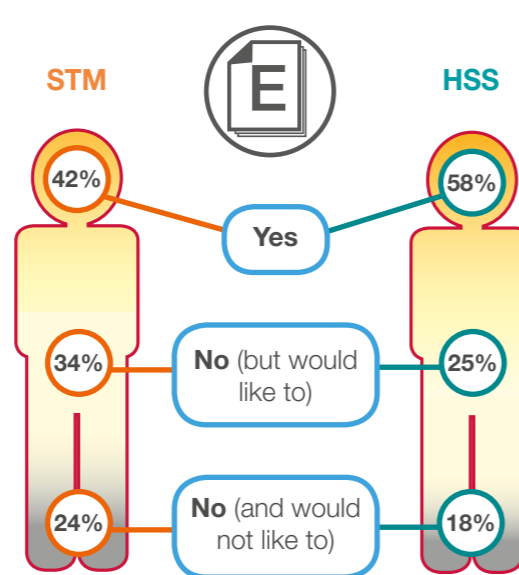 STM
E
HSS
42%
58%
Yes
34%
No (but would
like to)
25%
24%
No (and would
not like to)
18%